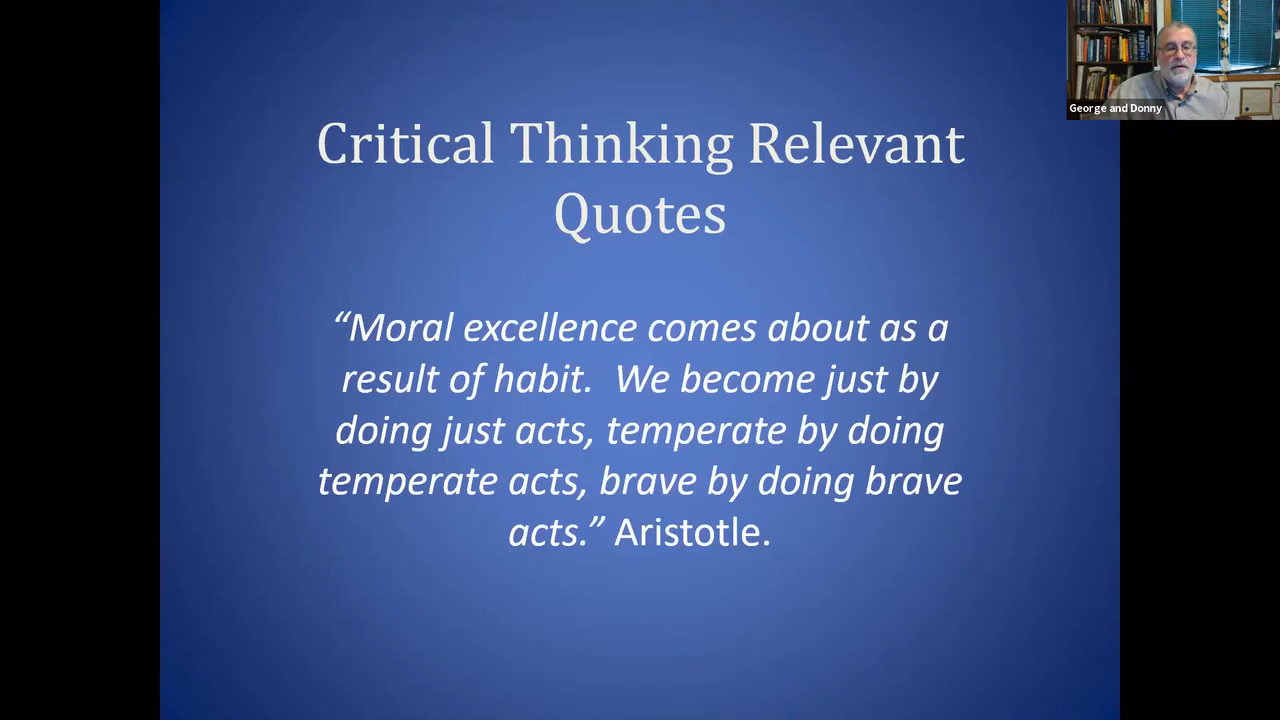 Critical Thinking Relevant
Quotes
“Moral excellence comes about as a
result of habit.  We become just by
doing just acts, temperate by doing
temperate acts, brave by doing brave
acts.” Aristotle.
George and Donny